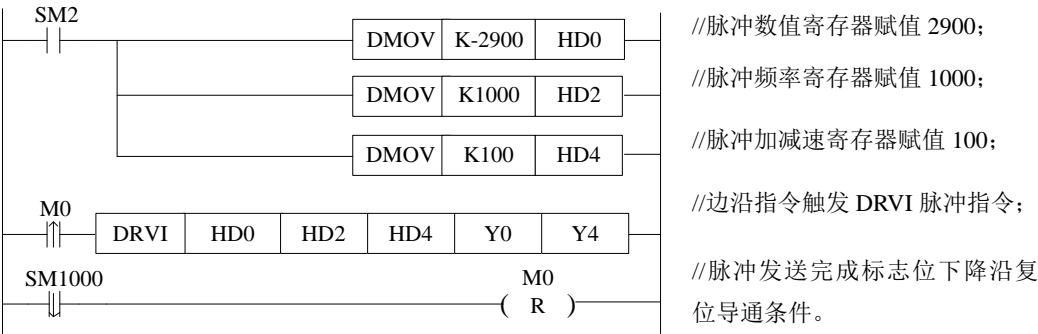 SM2
DMOV K-2900 HD0 //脉冲数值寄存器赋值 2900；
DMOV K1000 HD2 //脉冲频率寄存器赋值 1000；
DMOV K100 HD4 //脉冲加减速寄存器赋值 100；
M0
DRVI HD0 HD2 HD4 Y0 Y4 //边沿指令触发 DRVI 脉冲指令；
SM1000 M0
( R ) //脉冲发送完成标志位下降沿复
位导通条件。